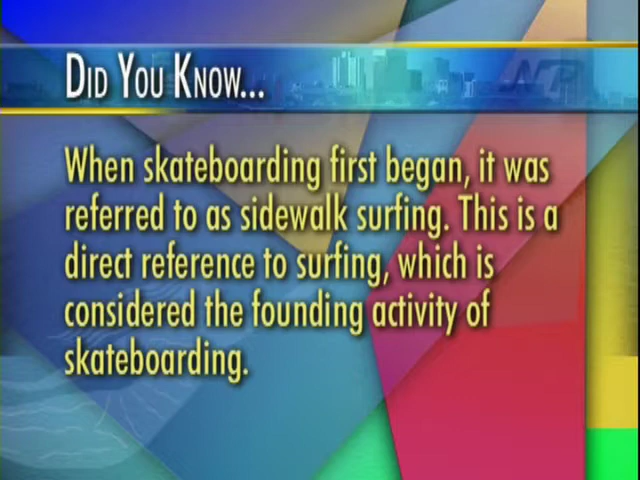 Did You Know...
When skateboarding first began, it was
referred to as sidewalk surfing. This is a
direct reference to surfing, which is
considered the founding activity of
skateboarding.